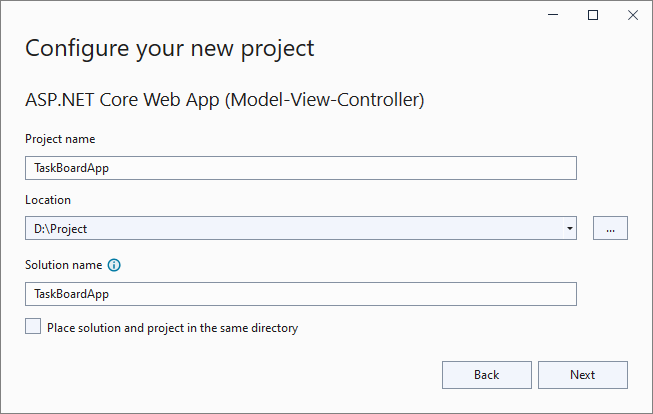 Configure your new project
ASP.NET Core Web App (Model-View-Controller)
Project name
TaskBoardApp
Location
D:\Project
...
Solution name
TaskBoardApp
Place solution and project in the same directory
Back
Next